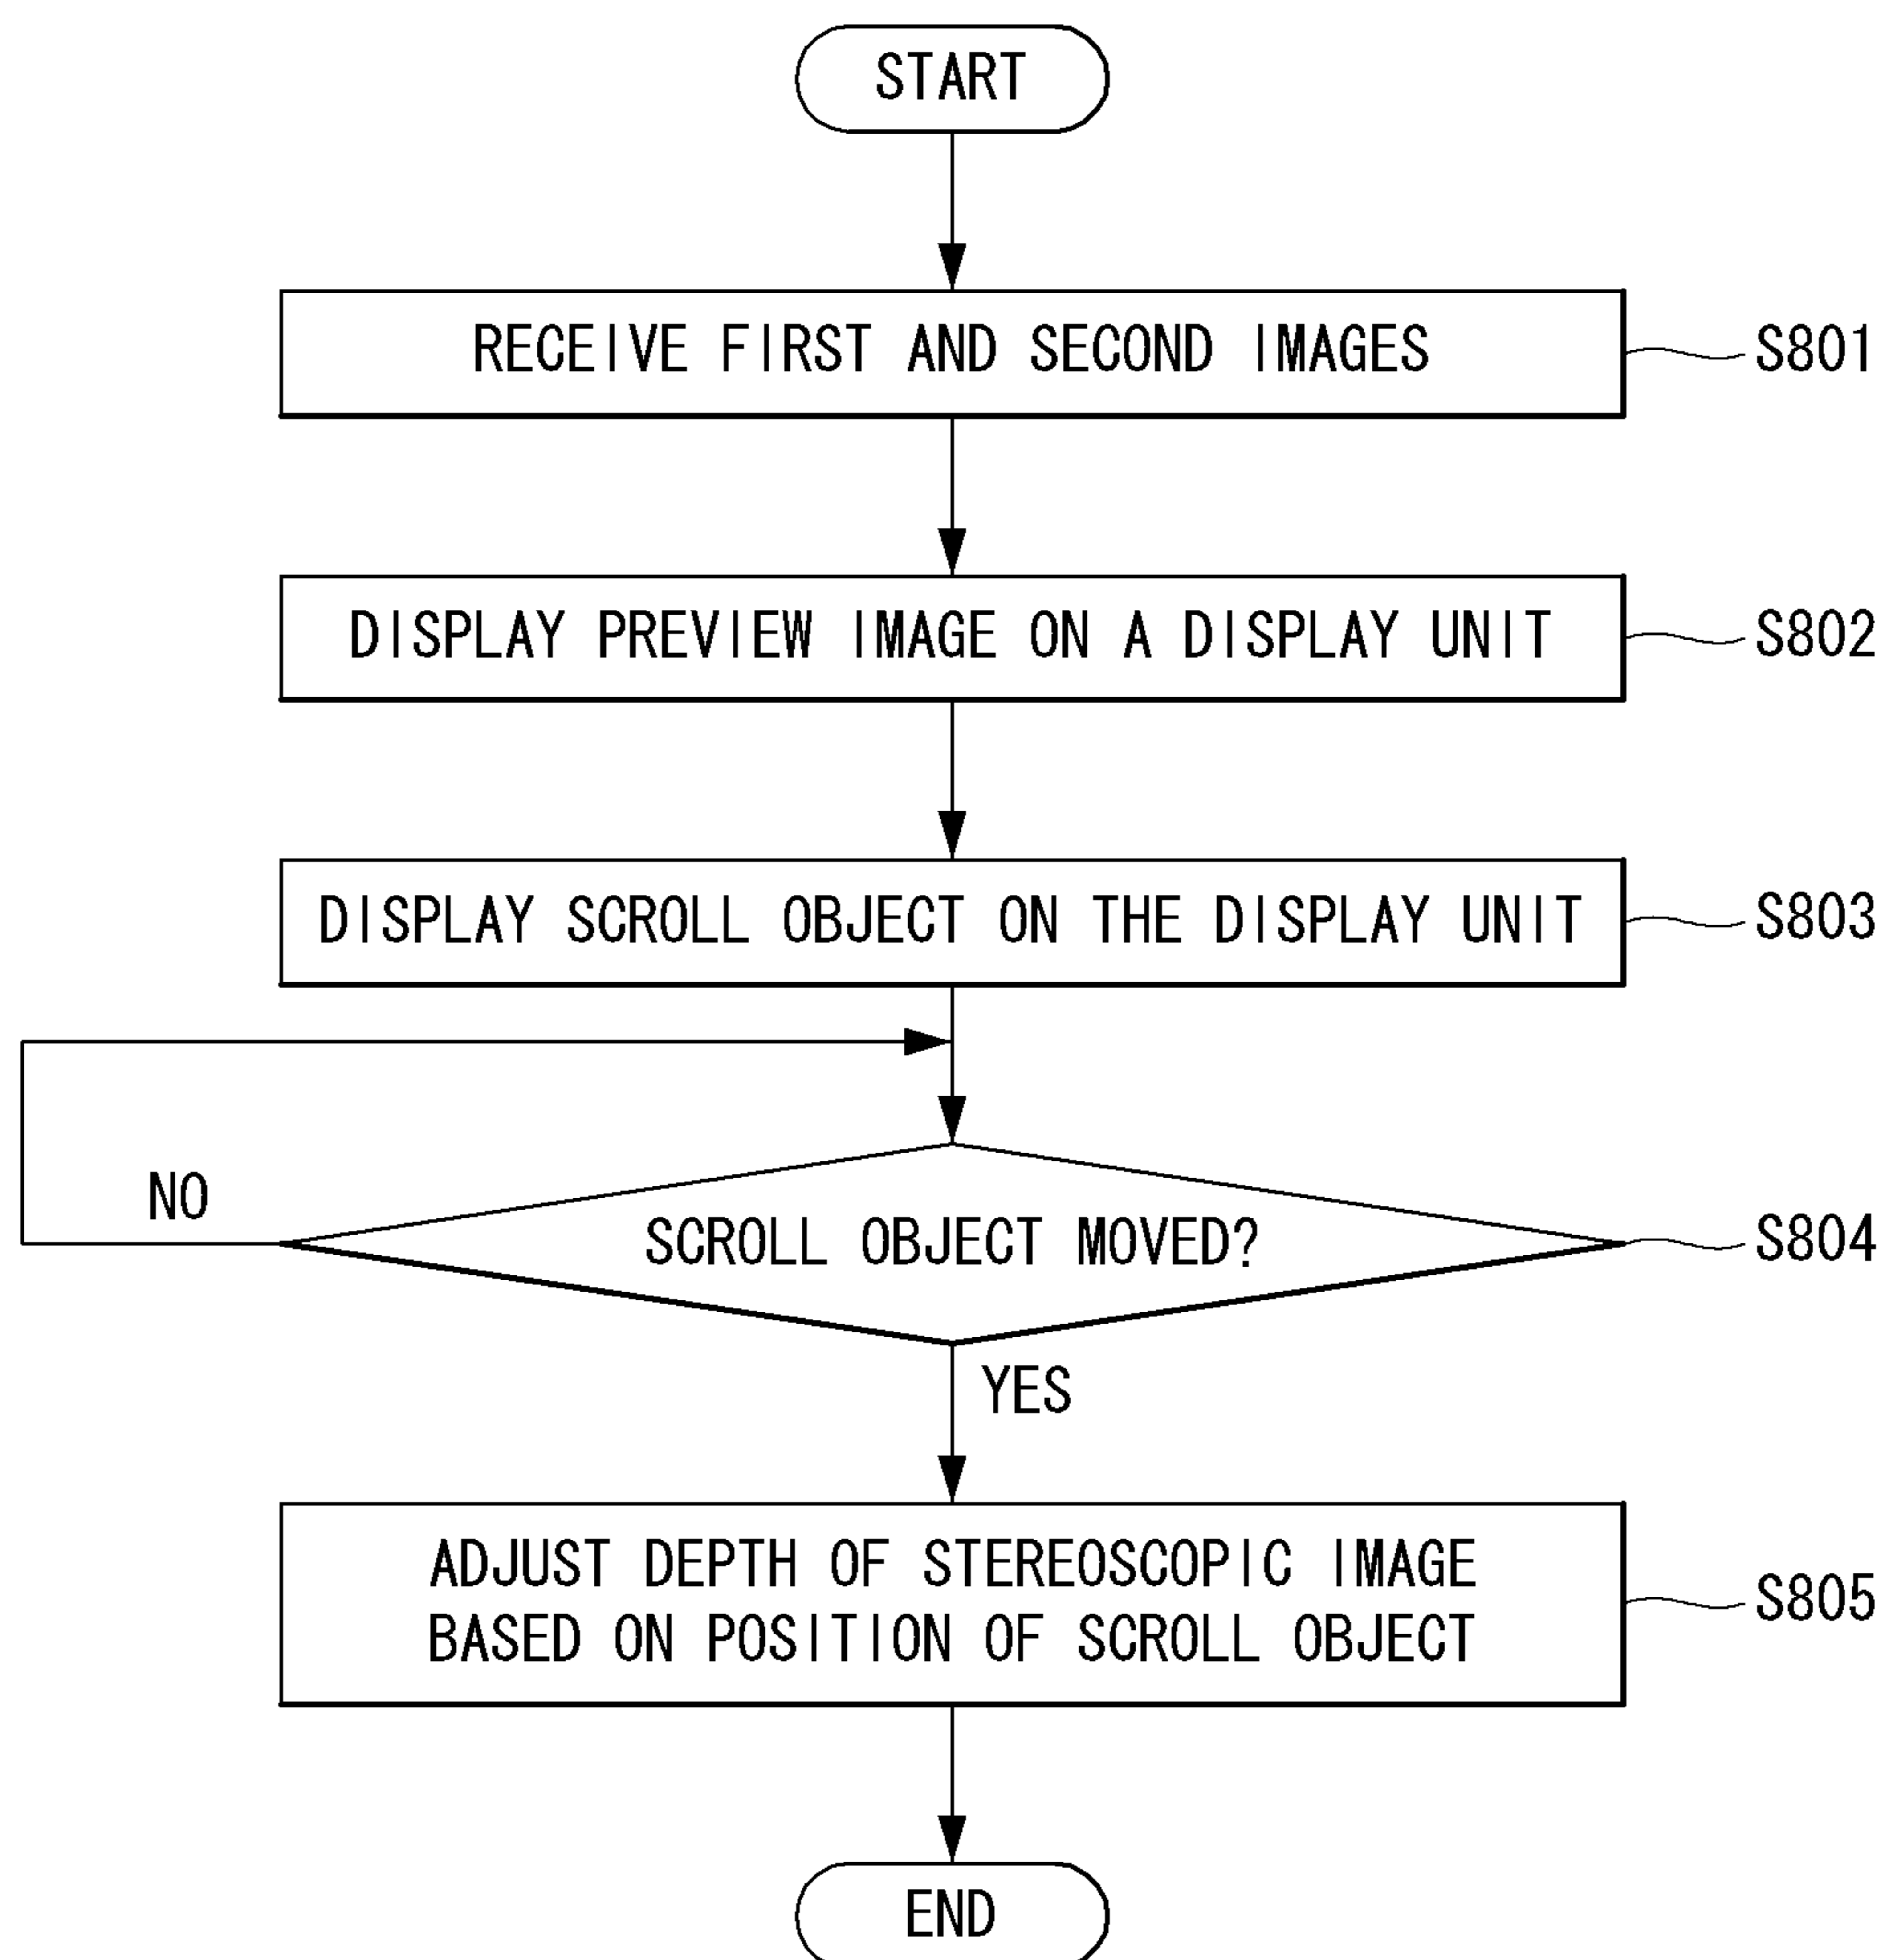 START
RECEIVE FIRST AND SECOND IMAGES
S801
DISPLAY PREVIEW IMAGE ON A DISPLAY UNIT
S802
DISPLAY SCROLL OBJECT ON THE DISPLAY UNIT
S803
NO
SCROLL OBJECT MOVED?
S804
YES
ADJUST DEPTH OF STEREOSCOPIC IMAGE
BASED ON POSITION OF SCROLL OBJECT
S805
END